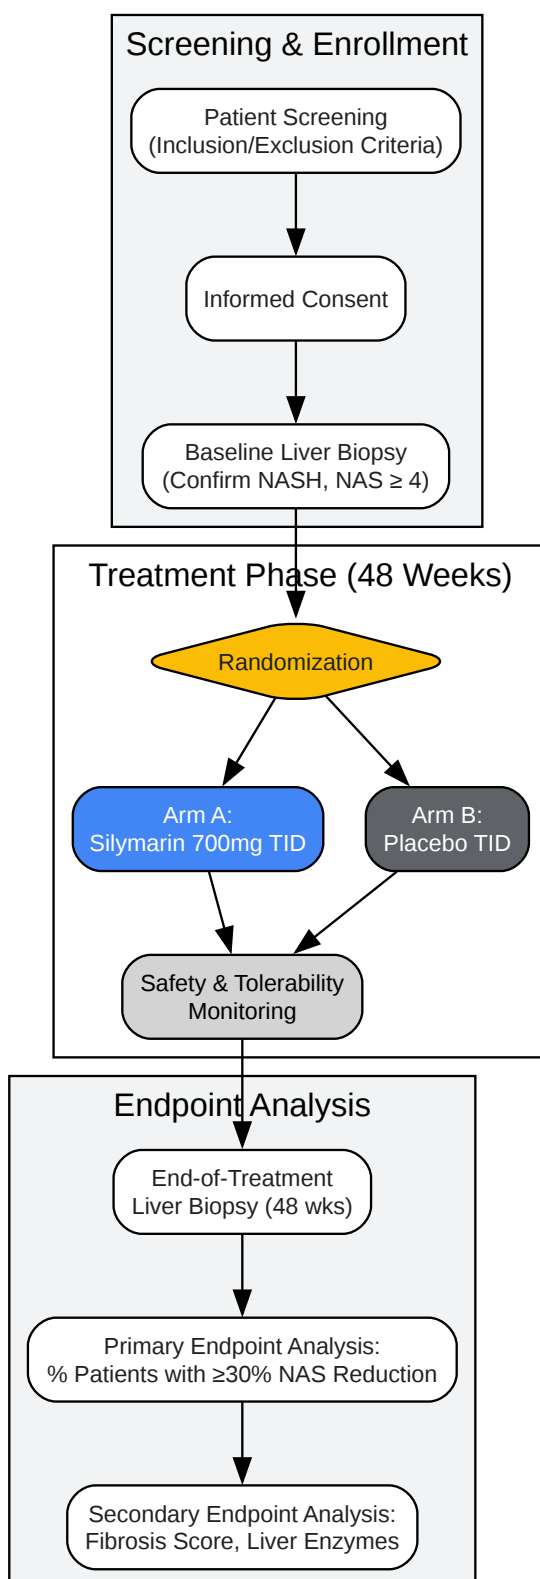 Screening & Enrollment
Patient Screening
(Inclusion/Exclusion Criteria)
Informed Consent
Baseline Liver Biopsy
(Confirm NASH, NAS ≥ 4)
Treatment Phase (48 Weeks)
Randomization
Arm A:
Silymarin 700mg TID
Arm B:
Placebo TID
Safety & Tolerability
Monitoring
Endpoint Analysis
End-of-Treatment
Liver Biopsy (48 wks)
Primary Endpoint Analysis:
% Patients with ≥30% NAS Reduction
Secondary Endpoint Analysis:
Fibrosis Score, Liver Enzymes